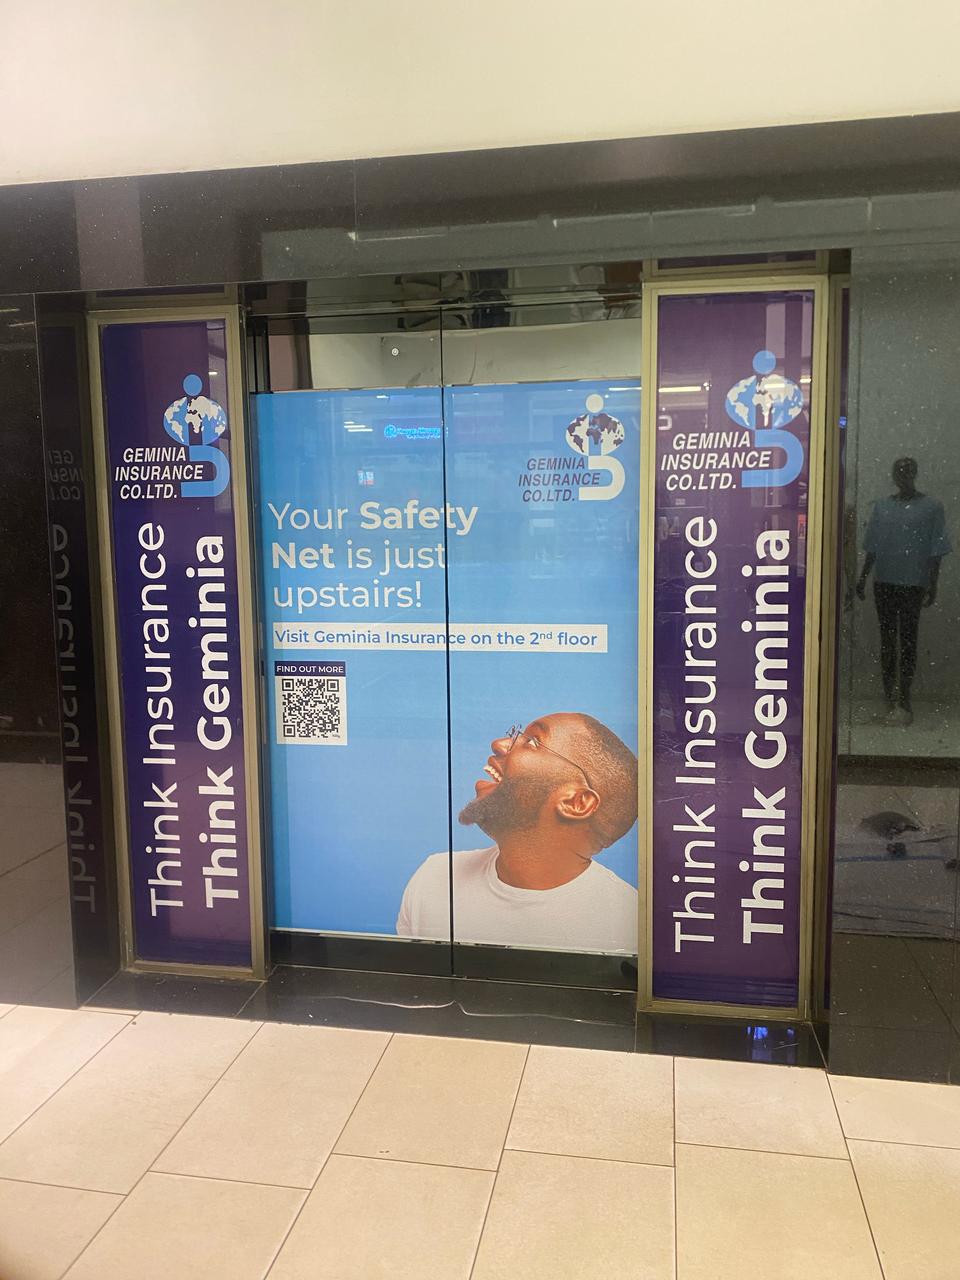 GEMINIA
INSURANCE
CO.LTD.
Think Insurance
Think Geminia
GEMINIA
INSURANCE
CO.LTD.
Your Safety
Net is just
upstairs!
Visit Geminia Insurance on the 2nd floor
FIND OUT MORE
GEMINIA
INSURANCE
CO.LTD.
Think Insurance
Think Geminia